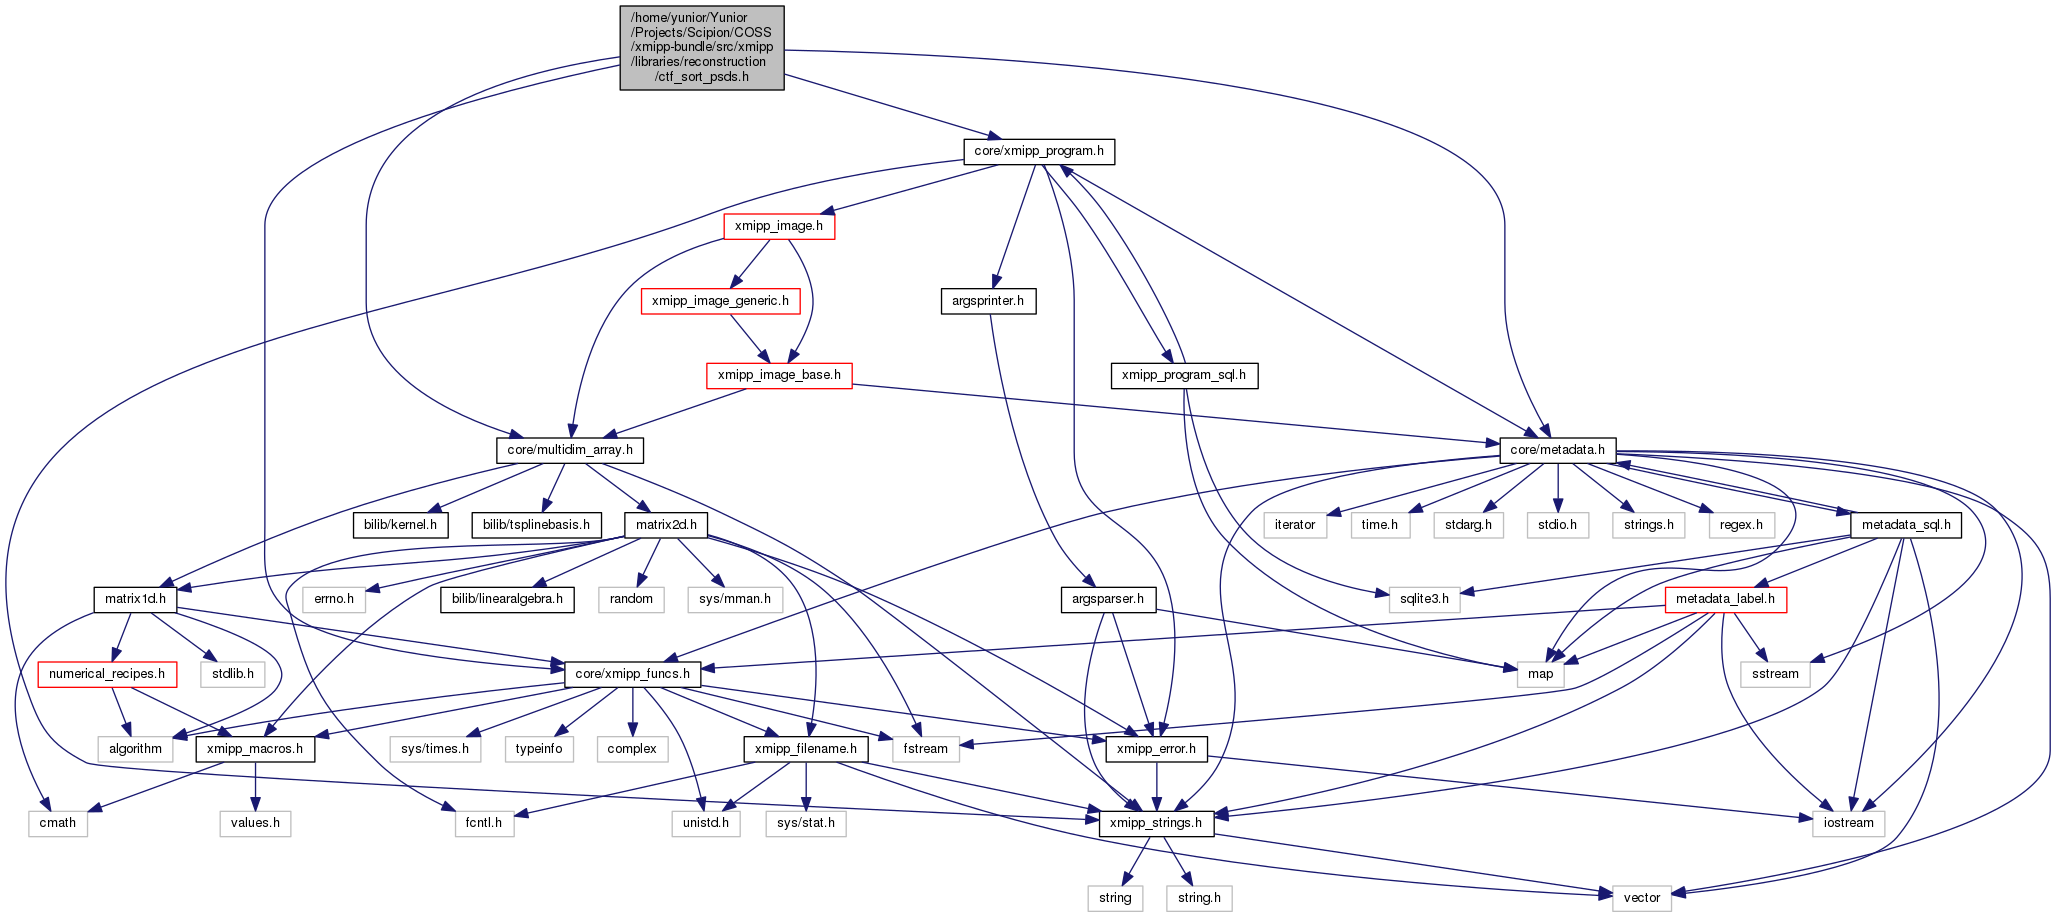 /home/yunior/Yunior
/Projects/Scipion/COSS
/xmipp-bundle/src/xmipp
/libraries/reconstruction
/ctf_sort_psds.h
core/xmipp_program.h
xmipp_image.h
xmipp_image_generic.h
argsprinter.h
xmipp_image_base.h
xmipp_program_sql.h
core/multidim_array.h
core/metadata.h
bilib/kernel.h
bilib/tsplinebasis.h
matrix2d.h
iterator
time.h
stdarg.h
stdio.h
strings.h
regex.h
metadata_sql.h
matrix1d.h
errno.h
bilib/linearalgebra.h
random
sys/mman.h
argsparser.h
sqlite3.h
metadata_label.h
numerical_recipes.h
stdlib.h
core/xmipp_funcs.h
map
sstream
algorithm
xmipp_macros.h
sys/times.h
typeinfo
complex
xmipp_filename.h
fstream
xmipp_error.h
cmath
values.h
fcntl.h
unistd.h
sys/stat.h
xmipp_strings.h
iostream
string
string.h
vector